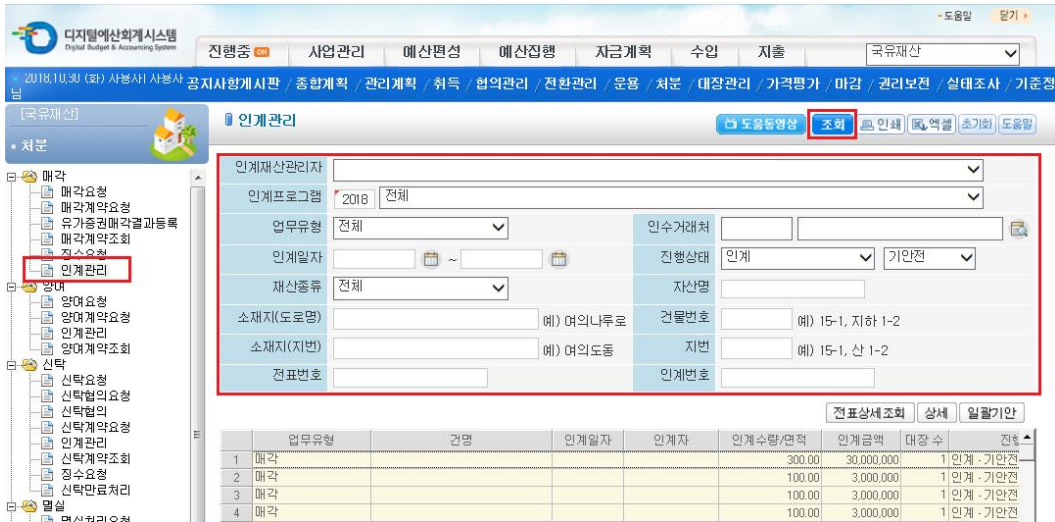 -도움말 닫기
디지털예산회계시스템
Digital Budget & Accounting System
진행중 사업관리 예산편성 예산집행 자금계획 수입 지출 국유재산
2018,10,30 (화) 사용사| 사용사 님
공지사항게시판 / 종합계획 / 관리계획 / 취득 / 협의관리 / 전환관리 / 운용 / 처분 / 대장관리 / 가격평가 / 마감 / 권리보전 / 실태조사 / 기준정
[국유재산]
• 처분
인계관리
도움동영상 조회 인쇄 엑셀 초기화 도움말
매각
매각요청
매각계약요청
유가증권매각결과등록
매각계약조회
징수요청
인계관리
양여
양여요청
양여계약요청
인계관리
양여계약조회
신탁
신탁요청
신탁협의요청
신탁협의
신탁계약요청
인계관리
신탁계약조회
징수요청
신탁만료처리
멸실
멸실처리요청
인계재산관리자
인계프로그램 2018 전체
업무유형 전체 인수거래처
인계일자 ~ 진행상태 인계 기안전
재산종류 전체 자산명
소재지(도로명) 예) 여의나루로 건물번호 예) 15-1, 지하 1-2
소재지(지번) 예) 여의도동 지번 예) 15-1, 산 1-2
전표번호 인계번호
전표상세조회 상세 일괄기안
업무유형 건명 인계일자 인계자 인계수량/면적 인계금액 대장 수 진행
1 매각 300.00 30,000,000 1 인계 - 기안전
2 매각 100.00 3,000,000 1 인계 - 기안전
3 매각 100.00 3,000,000 1 인계 - 기안전
4 매각 100.00 3,000,000 1 인계 - 기안전